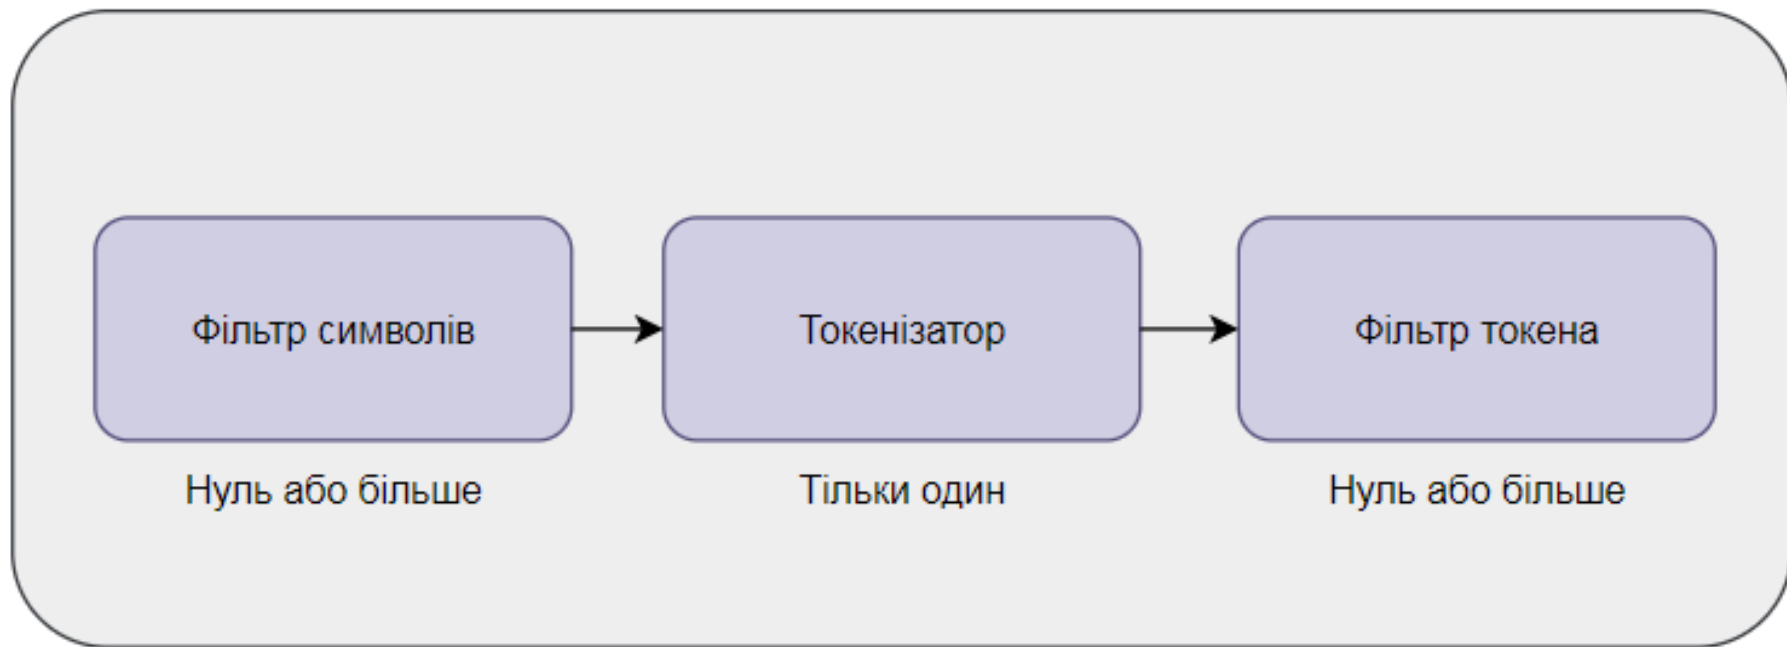 Фільтр символів
Токенізатор
Фільтр токена
Нуль або більше
Тільки один
Нуль або більше